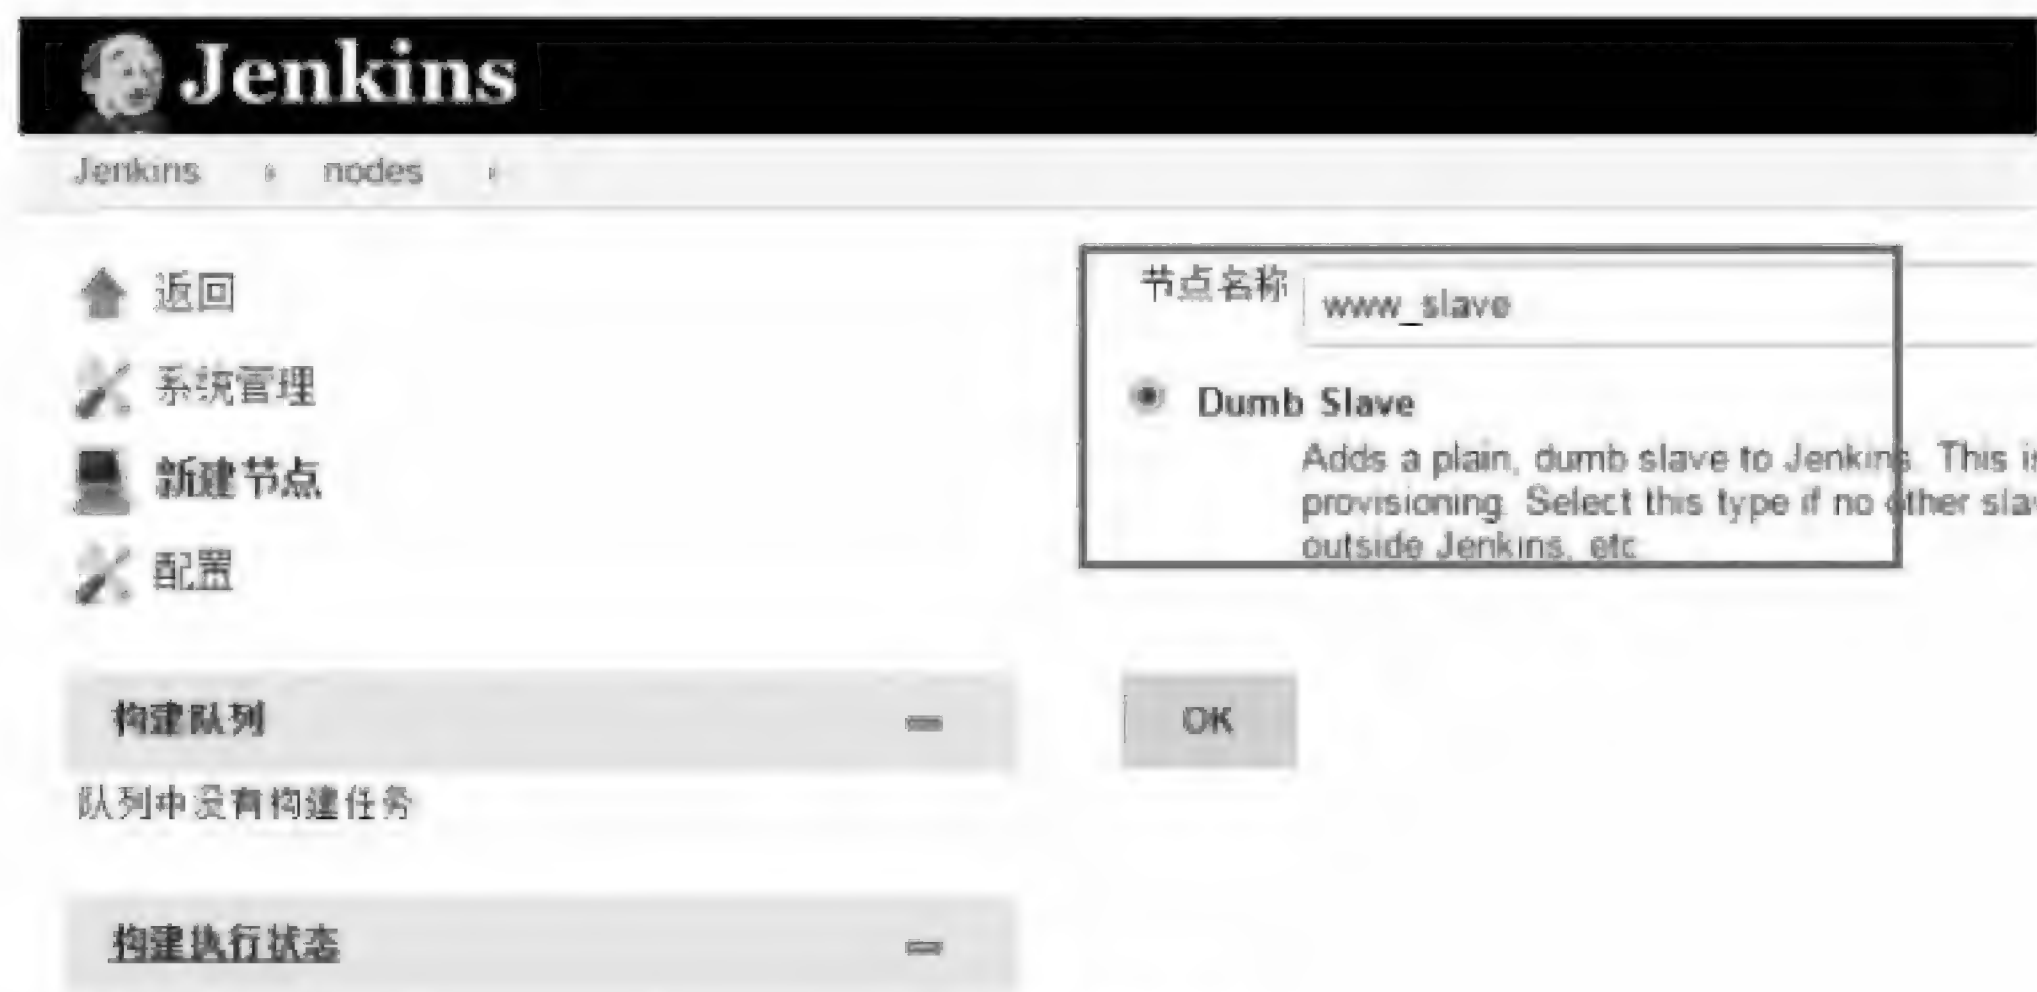 Jenkins
Jenkins nodes
返回
系统管理
新建节点
配置
构建队列
队列中没有构建任务
构建执行状态
节点名称 www_slave
Dumb Slave
Adds a plain, dumb slave to Jenkins. This is
provisioning. Select this type if no other slav
outside Jenkins, etc
OK